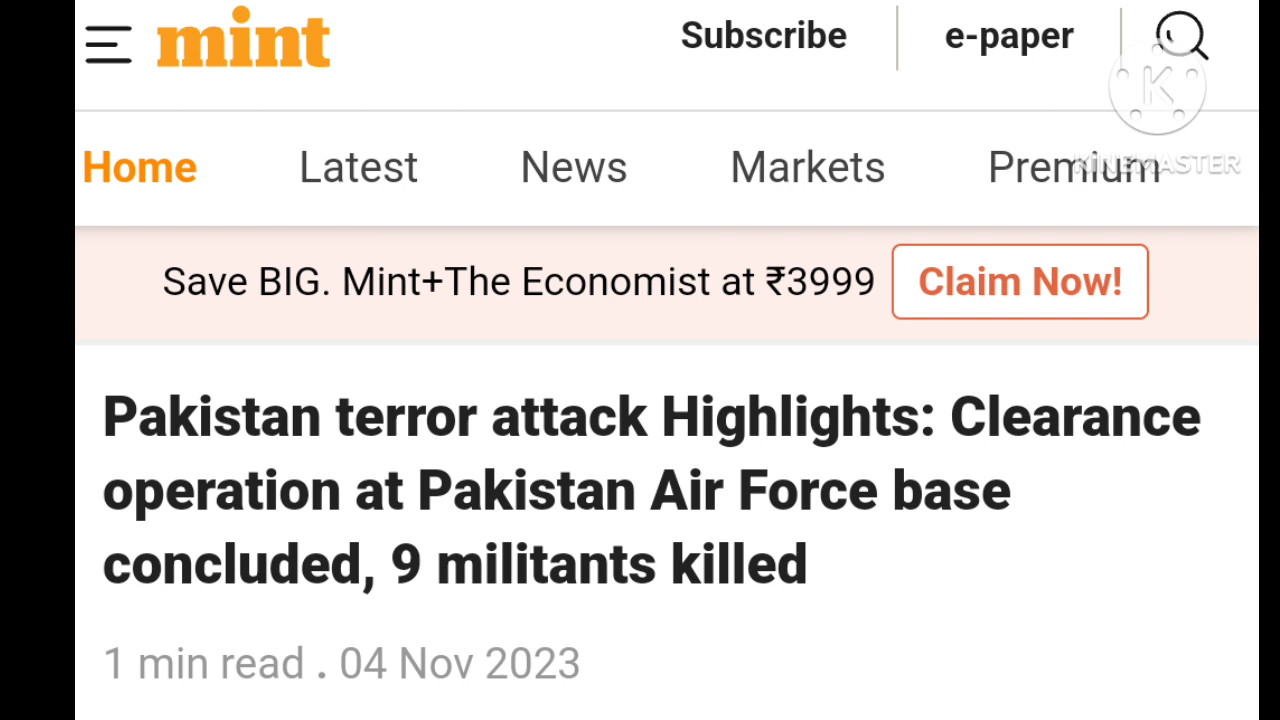 mint
Subscribe
e-paper
K
KINEMASTER
Home Latest News Markets Premium
Save BIG. Mint+The Economist at ₹3999 Claim Now!
Pakistan terror attack Highlights: Clearance
operation at Pakistan Air Force base
concluded, 9 militants killed
1 min read . 04 Nov 2023